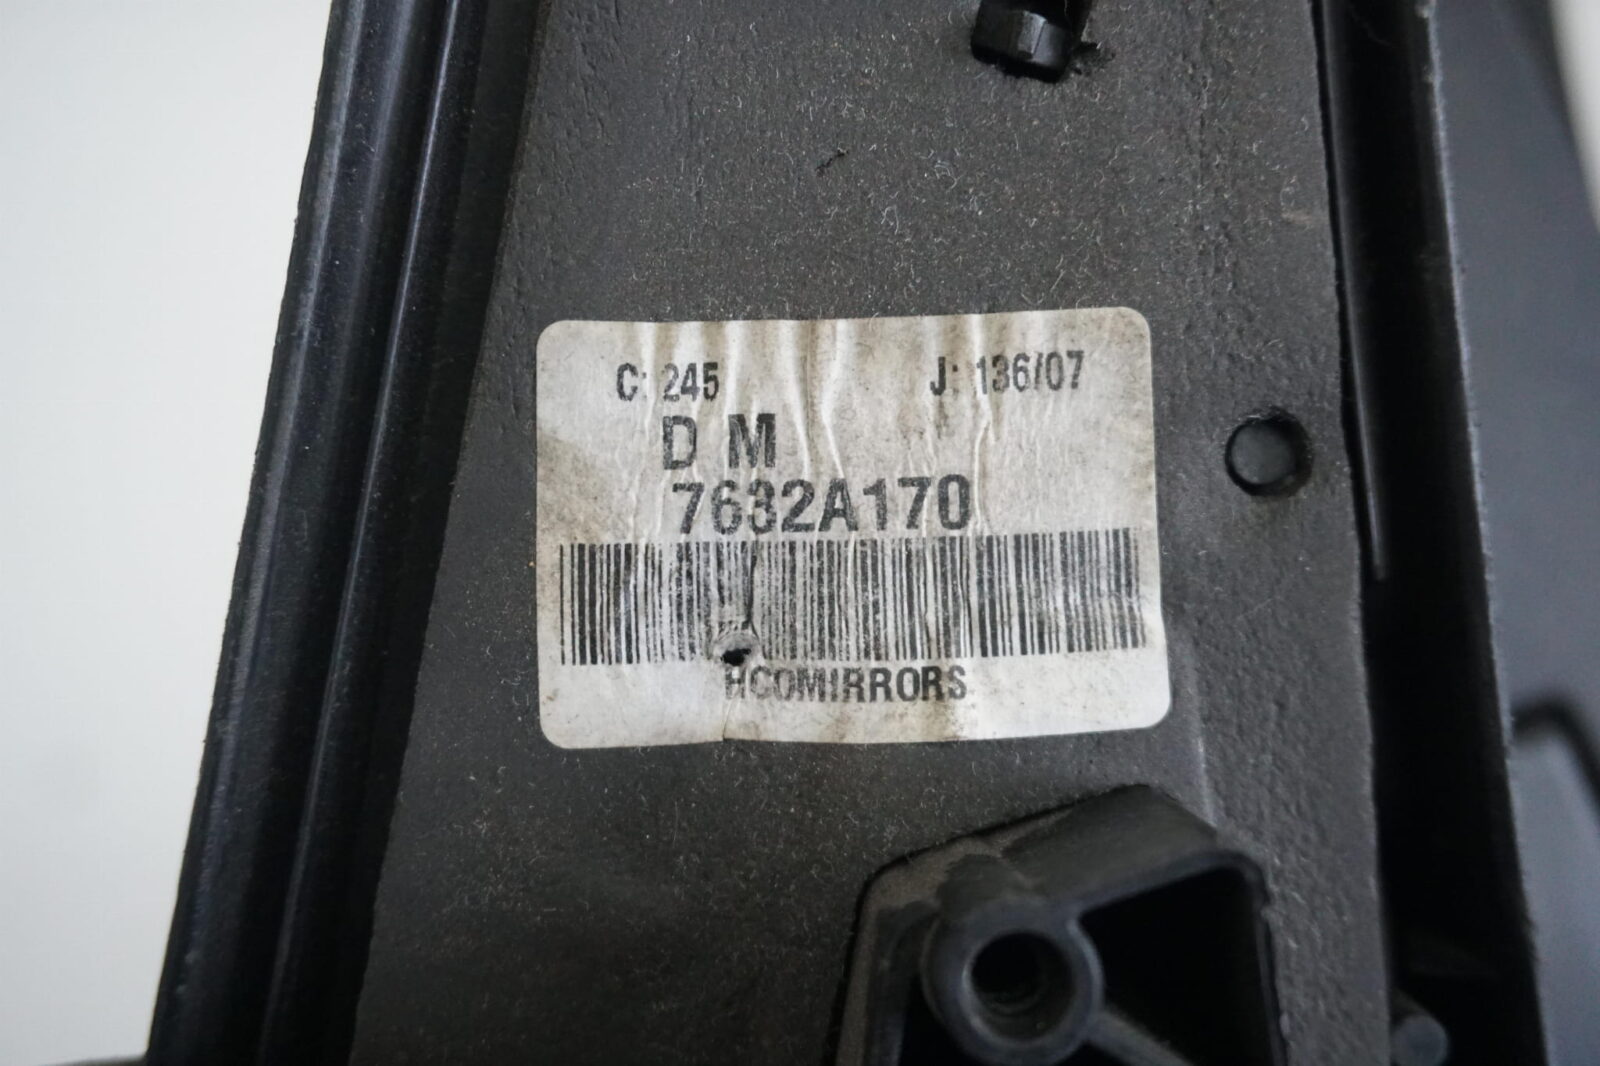 C: 245 J: 136/07
D M
7632A170
HCOMIRRORS